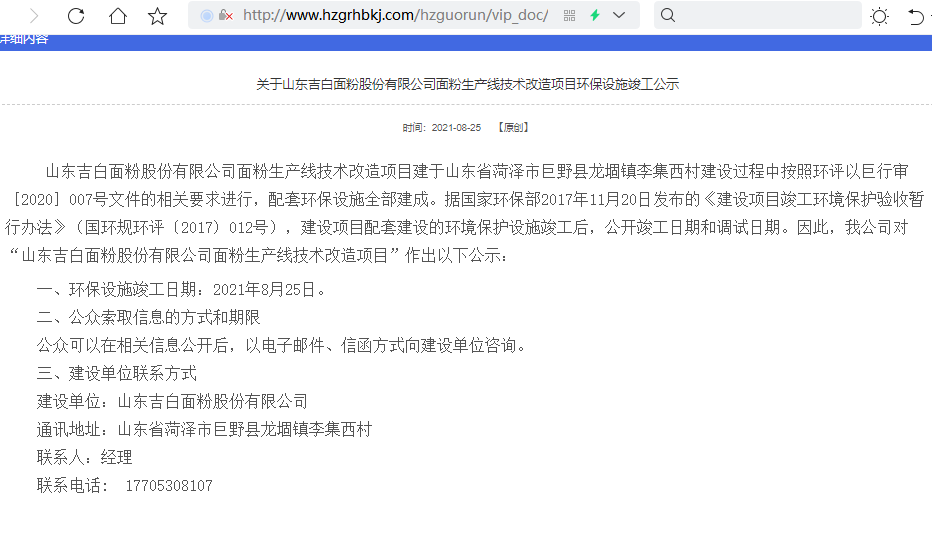 http://www.hzgrhbkj.com/hzguorun/vip_doc/
详细内容
关于山东吉白面粉股份有限公司面粉生产线技术改造项目环保设施竣工公示
时间：2021-08-25 【原创】
山东吉白面粉股份有限公司面粉生产线技术改造项目建于山东省菏泽市巨野县龙堌镇李集西村建设过程中按照环评以巨行审
［2020］007号文件的相关要求进行，配套环保设施全部建成。据国家环保部2017年11月20日发布的《建设项目竣工环境保护验收暂
行办法》（国环规环评〔2017）012号），建设项目配套建设的环境保护设施竣工后，公开竣工日期和调试日期。因此，我公司对
“山东吉白面粉股份有限公司面粉生产线技术改造项目”作出以下公示：
一、环保设施竣工日期：2021年8月25日。
二、公众索取信息的方式和期限
公众可以在相关信息公开后，以电子邮件、信函方式向建设单位咨询。
三、建设单位联系方式
建设单位：山东吉白面粉股份有限公司
通讯地址：山东省菏泽市巨野县龙堌镇李集西村
联系人：经理
联系电话： 17705308107